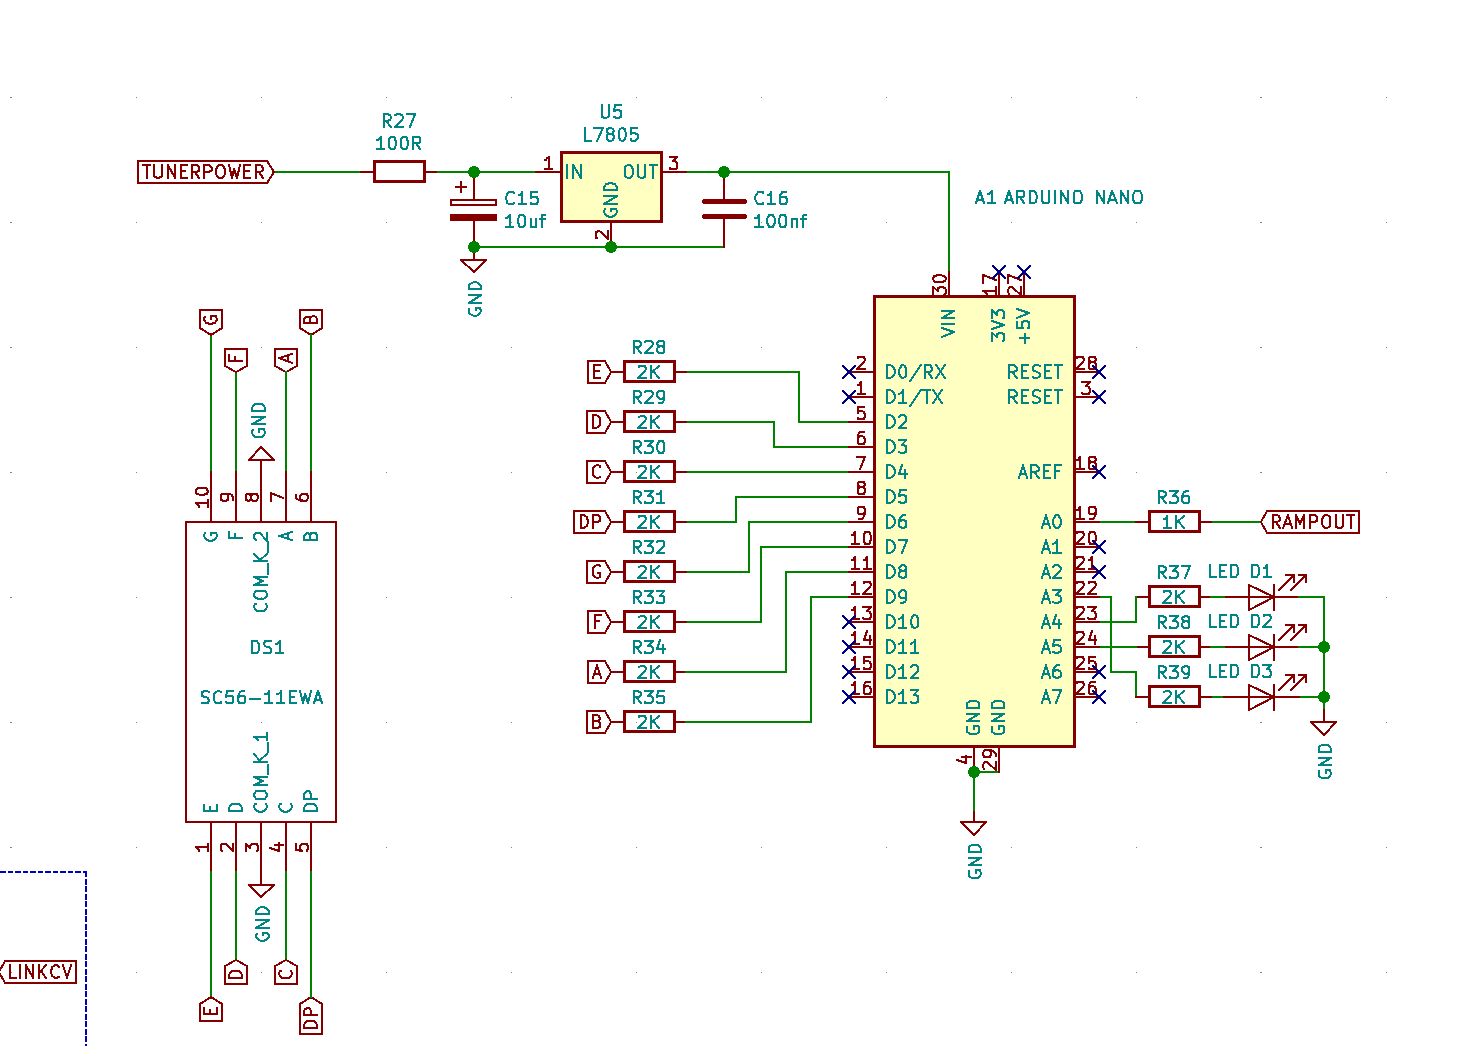 U5
L7805
R27
100R
TUNERPOWER
1
IN
OUT
3
GND
2
+
C15
10uf
C16
100nf
GND
A1 ARDUINO NANO
30
17
27
VIN
3V3
+5V
G
B
F
A
GND
10
9
8
7
6
G
F
COM_K_2
A
B
DS1
SC56-11EWA
E
D
COM_K_1
C
DP
1
2
3
4
5
GND
D
C
E
DP
LINKCV
R28
E
2K
R29
D
2K
R30
C
2K
R31
DP
2K
R32
G
2K
R33
F
2K
R34
A
2K
R35
B
2K
2 D0/RX
1 D1/TX
5 D2
6 D3
7 D4
8 D5
9 D6
10 D7
11 D8
12 D9
13 D10
14 D11
15 D12
16 D13
RESET 28
RESET 3
AREF 18
A0 19
A1 20
A2 21
A3 22
A4 23
A5 24
A6 25
A7 26
GND
GND
4
29
GND
R36
1K
RAMPOUT
R37
2K
LED D1
R38
2K
LED D2
R39
2K
LED D3
GND